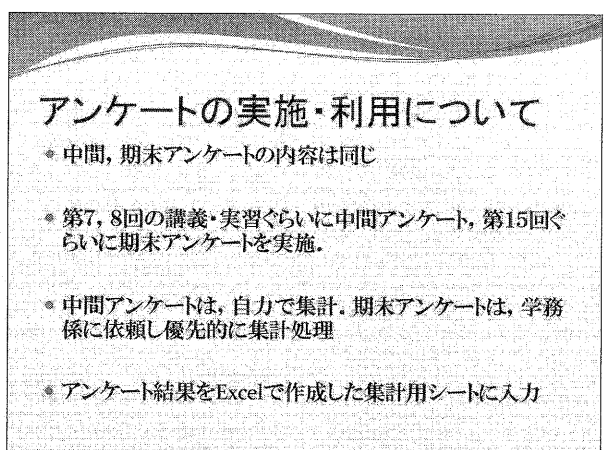 アンケートの実施・利用について
中間，期末アンケートの内容は同じ
第7，8回の講義・実習ぐらいに中間アンケート，第15回ぐ
らいに期末アンケートを実施．
中間アンケートは，自力で集計．期末アンケートは，学務
係に依頼し優先的に集計処理
アンケート結果をExcelで作成した集計用シートに入力